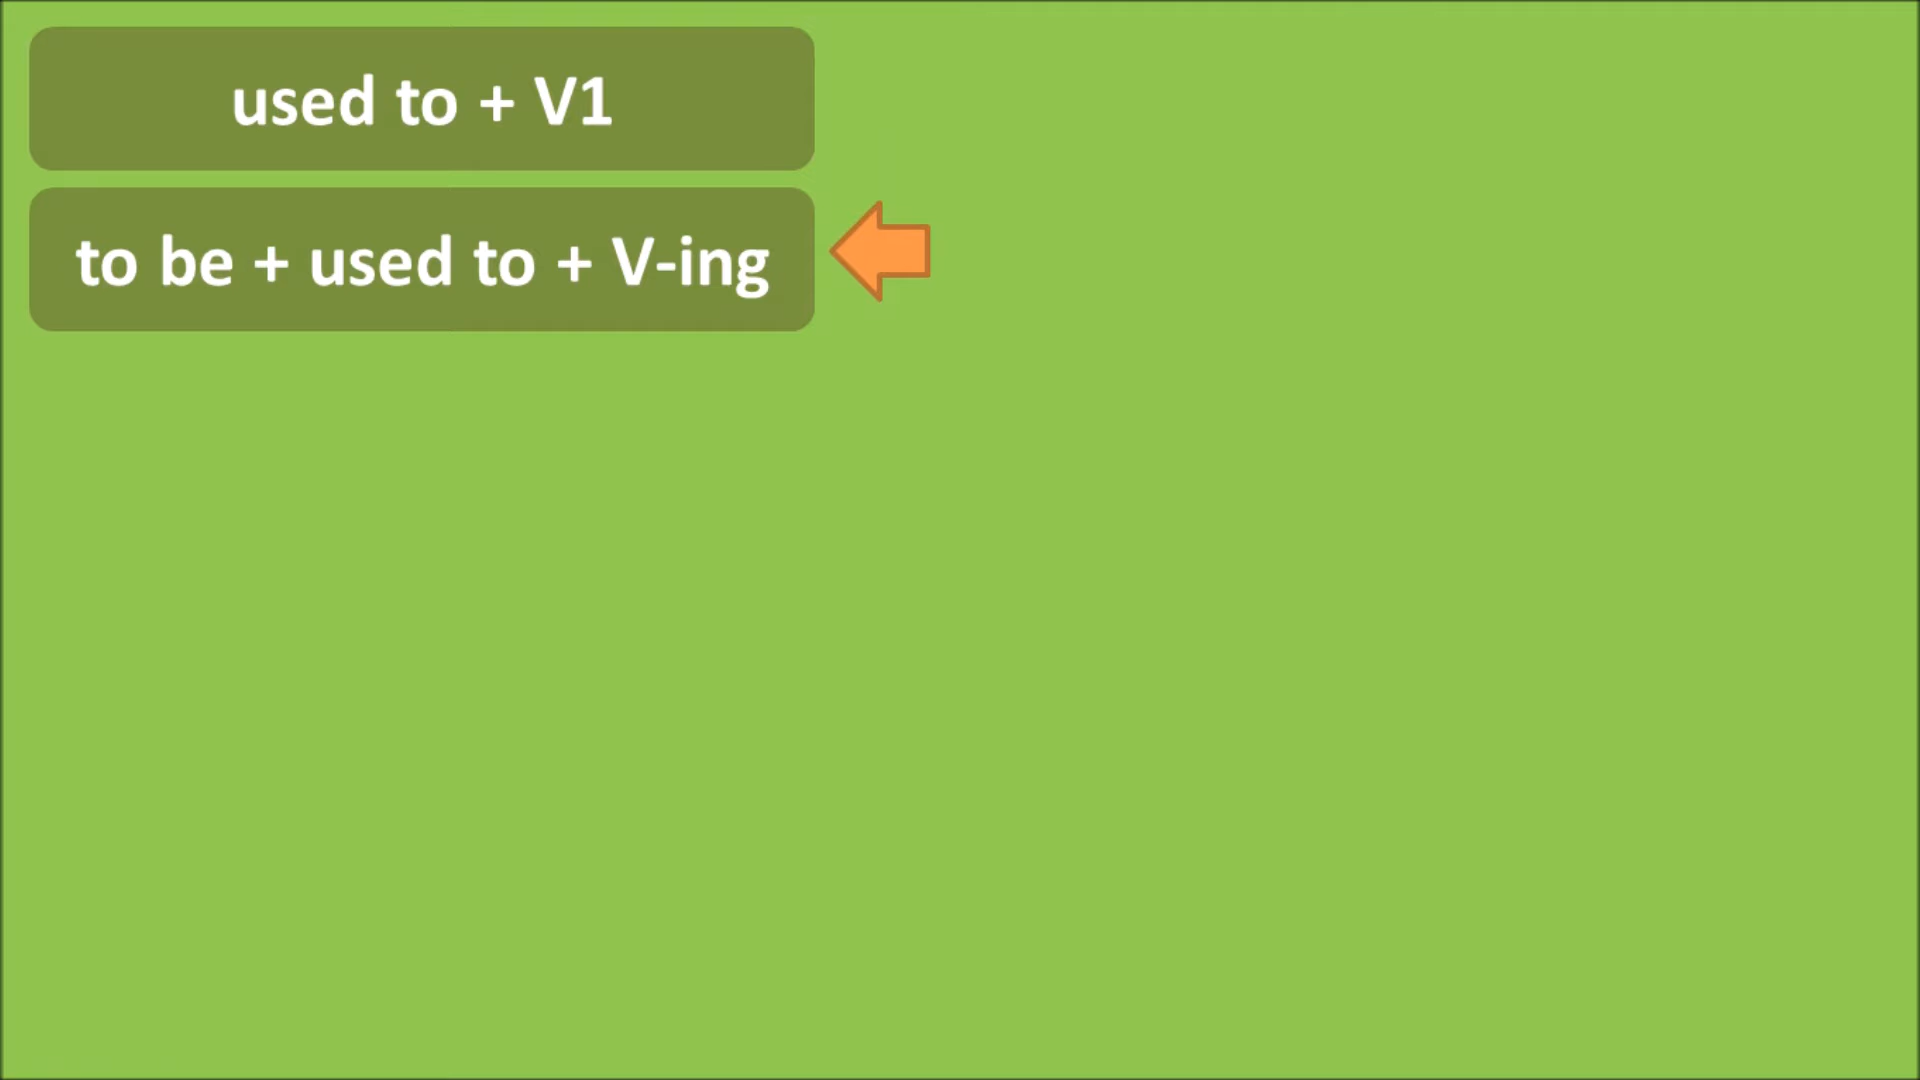 used to + V1
to be + used to + V-ing